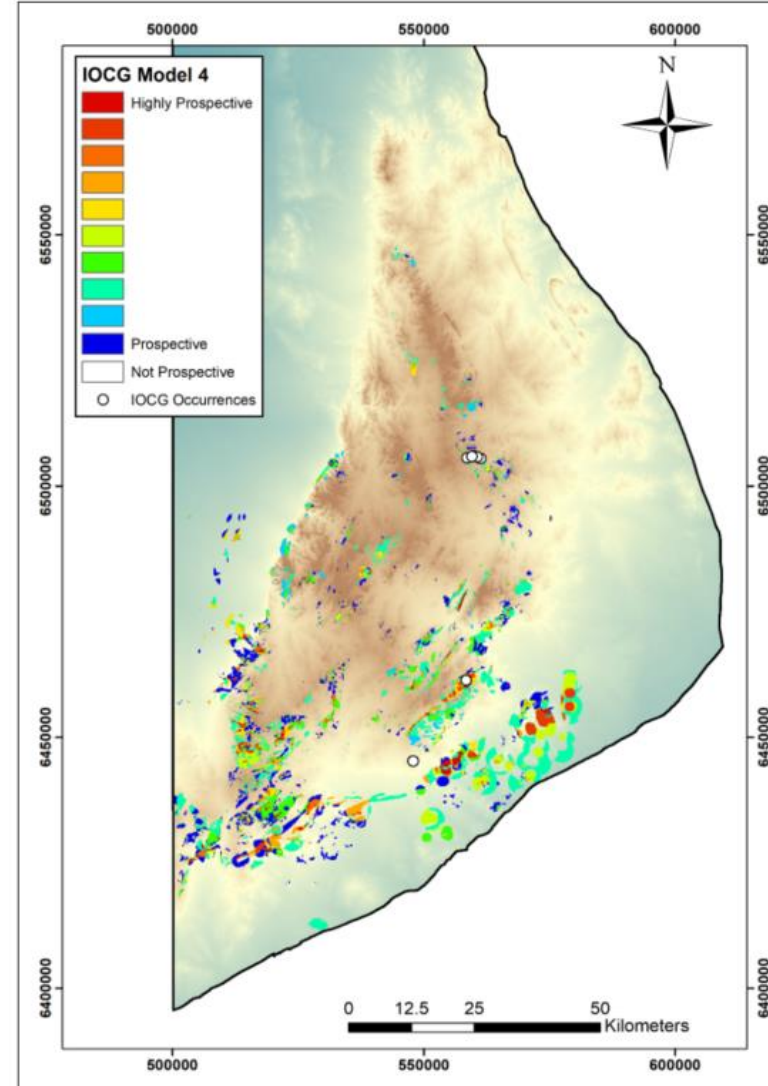 500000 550000 600000
IOCG Model 4
Highly Prospective
Prospective
Not Prospective
IOCG Occurrences
N
6550000 6550000
6500000 6500000
6450000 6450000
6400000 6400000
0 12.5 25 50
Kilometers
500000 550000 600000